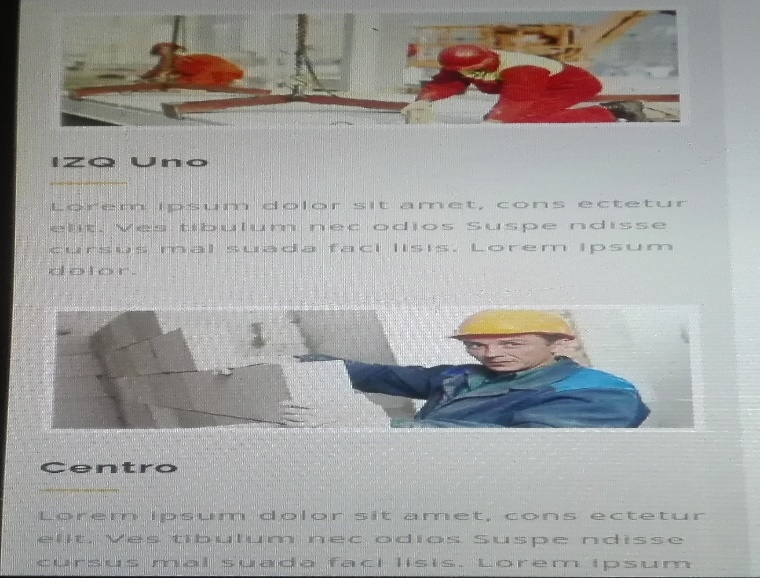 IZQ Uno
Lorem ipsum dolor sit amet, cons ectetur
elit. Ves tibulum nec odios Suspe ndisse
cursus mal suada faci lisis. Lorem ipsum
dolor.
Centro
Lorem ipsum dolor sit amet, cons ectetur
elit. Ves tibulum nec odios Suspe ndisse
cursus mal suada faci lisis. Lorem ipsum